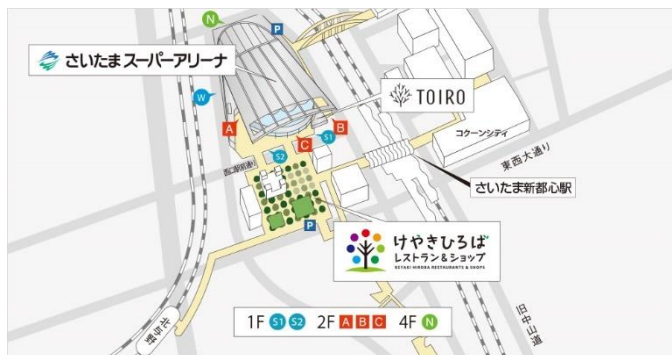 N
P
さいたまスーパーアリーナ
W
TOIRO
A
B
C
S1
S2
コクーンシティ
西口駅前通り
東西大通り
さいたま新都心駅
P
けやきひろば
レストラン&ショップ
KEYAKI HIROBA RESTAURANTS & SHOPS
北与野
1F S1 S2 2F A B C 4F N
旧中山道